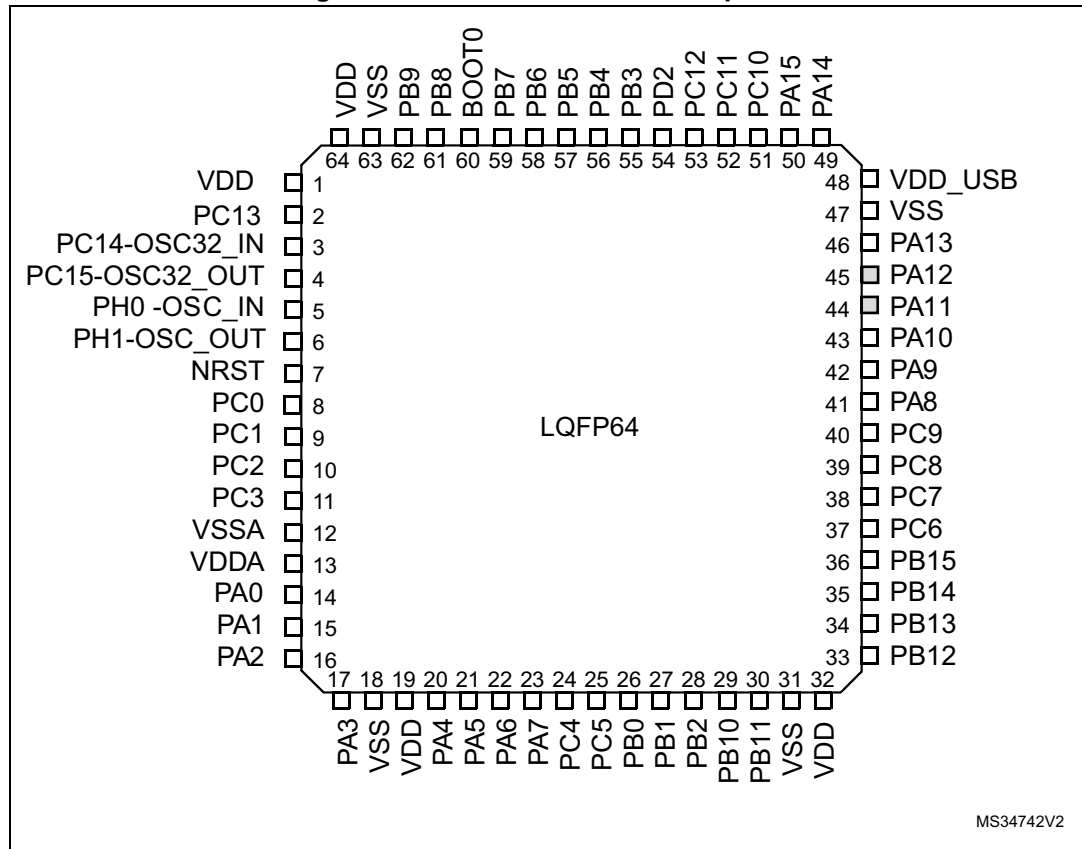 VDD
VSS
PB9
PB8
BOOT0
PB7
PB6
PB5
PB4
PB3
PD2
PC12
PC11
PC10
PA15
PA14
64 63 62 61 60 59 58 57 56 55 54 53 52 51 50 49
VDD 1
PC13 2
PC14-OSC32_IN 3
PC15-OSC32_OUT 4
PH0 -OSC_IN 5
PH1-OSC_OUT 6
NRST 7
PC0 8
PC1 9
PC2 10
PC3 11
VSSA 12
VDDA 13
PA0 14
PA1 15
PA2 16
LQFP64
48 VDD_USB
47 VSS
46 PA13
45 PA12
44 PA11
43 PA10
42 PA9
41 PA8
40 PC9
39 PC8
38 PC7
37 PC6
36 PB15
35 PB14
34 PB13
33 PB12
17 18 19 20 21 22 23 24 25 26 27 28 29 30 31 32
PA3
VSS
VDD
PA4
PA5
PA6
PA7
PC4
PC5
PB0
PB1
PB2
PB10
PB11
VSS
VDD
MS34742V2